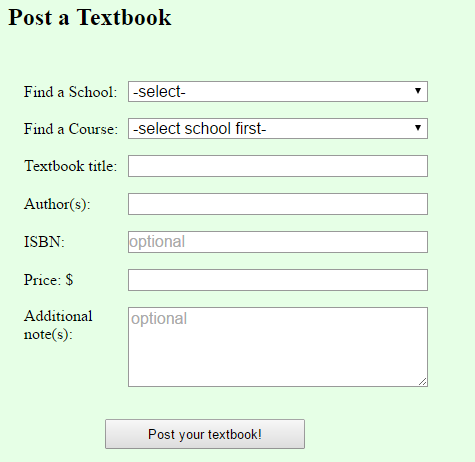 Post a Textbook
Find a School: -select-
Find a Course: -select school first-
Textbook title:
Author(s):
ISBN: optional
Price: $
Additional optional
note(s):
Post your textbook!